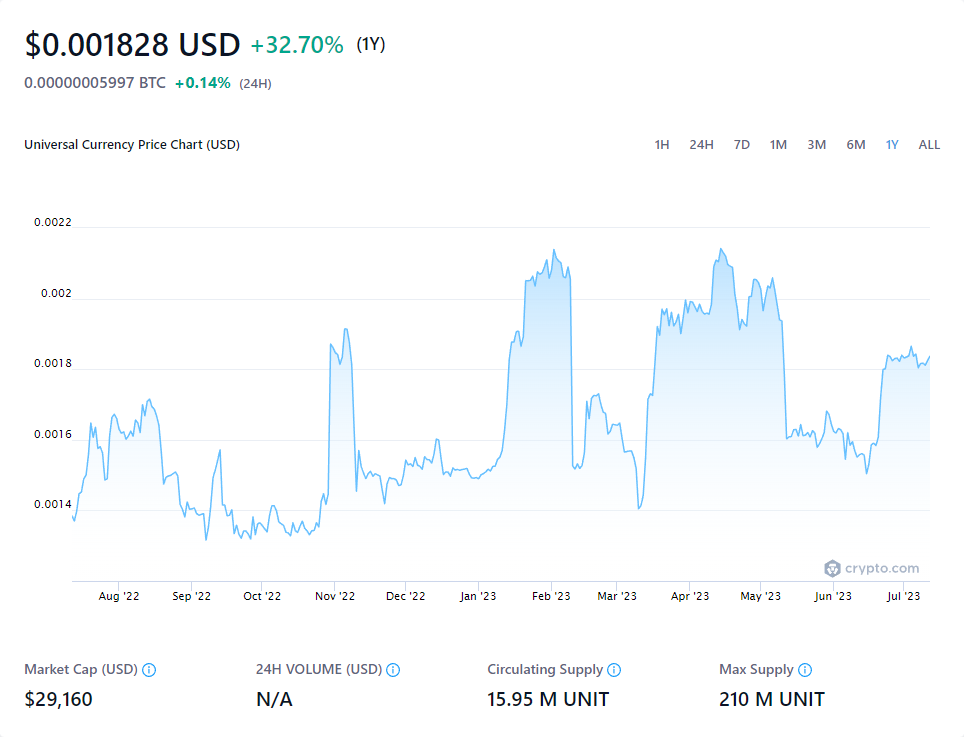 $0.001828 USD +32.70% (1Y)
0.00000005997 BTC +0.14% (24H)
Universal Currency Price Chart (USD) 1H 24H 7D 1M 3M 6M 1Y ALL
0.0022
0.002
0.0018
0.0016
0.0014
crypto.com
Aug '22 Sep '22 Oct '22 Nov '22 Dec '22 Jan '23 Feb '23 Mar '23 Apr '23 May '23 Jun '23 Jul '23
Market Cap (USD) 24H VOLUME (USD) Circulating Supply Max Supply
$29,160 N/A 15.95 M UNIT 210 M UNIT